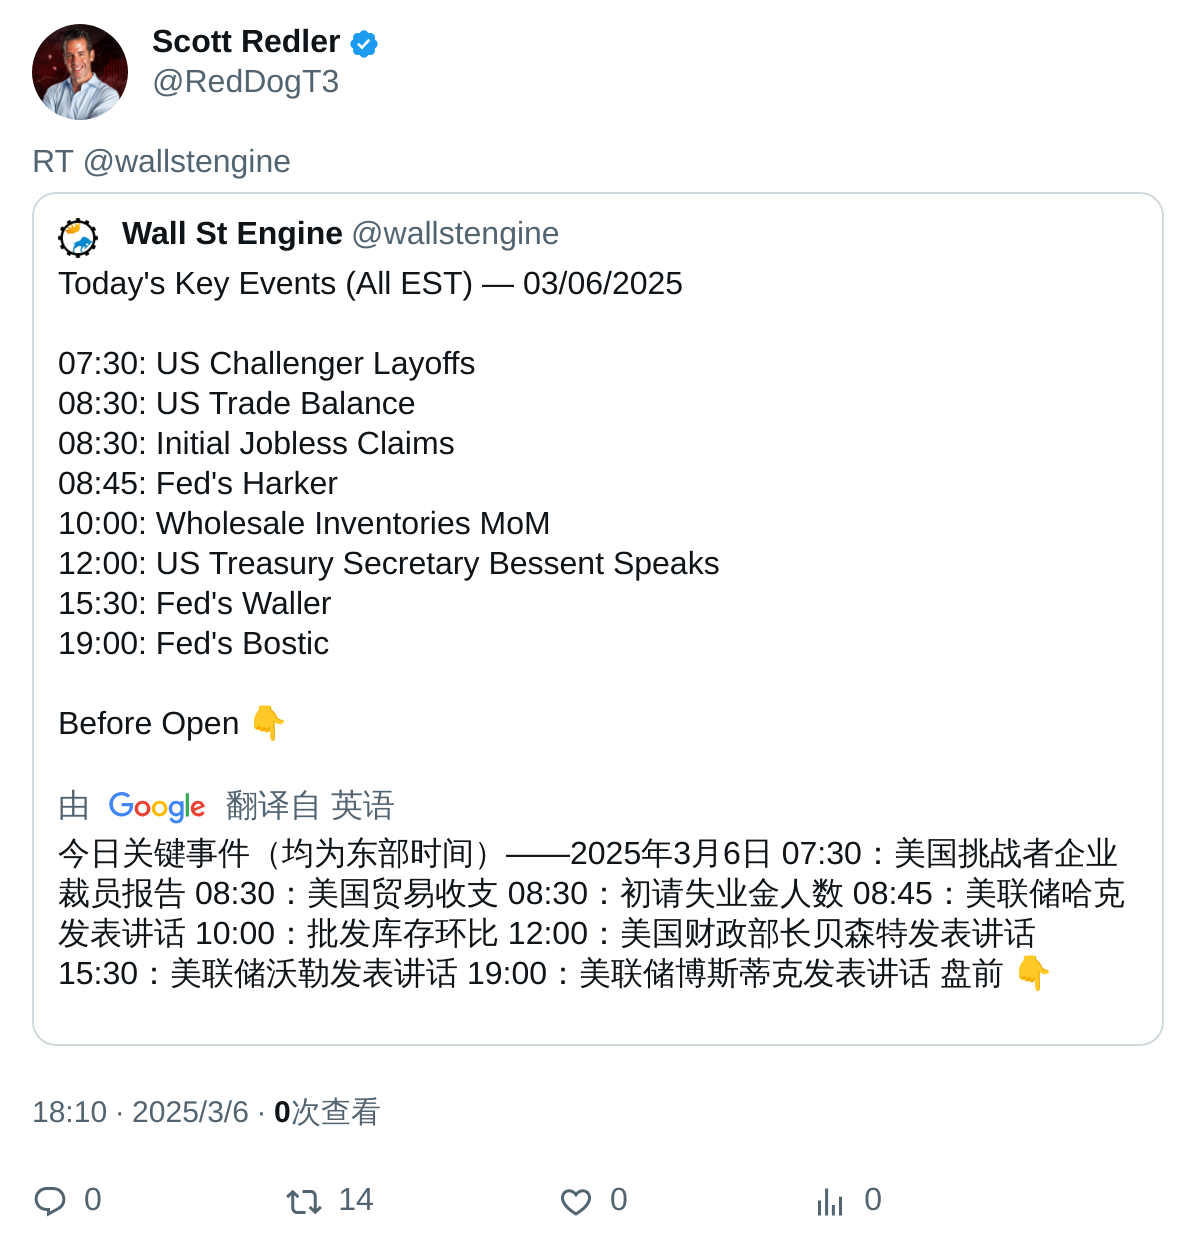 Scott Redler
@RedDogT3
RT @wallstengine
Wall St Engine @wallstengine
Today's Key Events (All EST) — 03/06/2025
07:30: US Challenger Layoffs
08:30: US Trade Balance
08:30: Initial Jobless Claims
08:45: Fed's Harker
10:00: Wholesale Inventories MoM
12:00: US Treasury Secretary Bessent Speaks
15:30: Fed's Waller
19:00: Fed's Bostic
Before Open 👇
由 Google 翻译自 英语
今日关键事件（均为东部时间）——2025年3月6日 07:30：美国挑战者企业
裁员报告 08:30：美国贸易收支 08:30：初请失业金人数 08:45：美联储哈克
发表讲话 10:00：批发库存环比 12:00：美国财政部长贝森特发表讲话
15:30：美联储沃勒发表讲话 19:00：美联储博斯蒂克发表讲话 盘前 👇
18:10 · 2025/3/6 · 0次查看
0 14 0 0